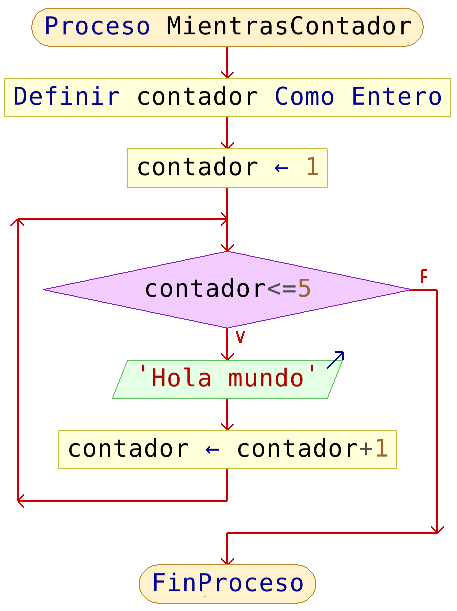 Proceso MientrasContador
Definir contador Como Entero
contador ← 1
contador<=5
F
V
'Hola mundo'
contador ← contador+1
FinProceso